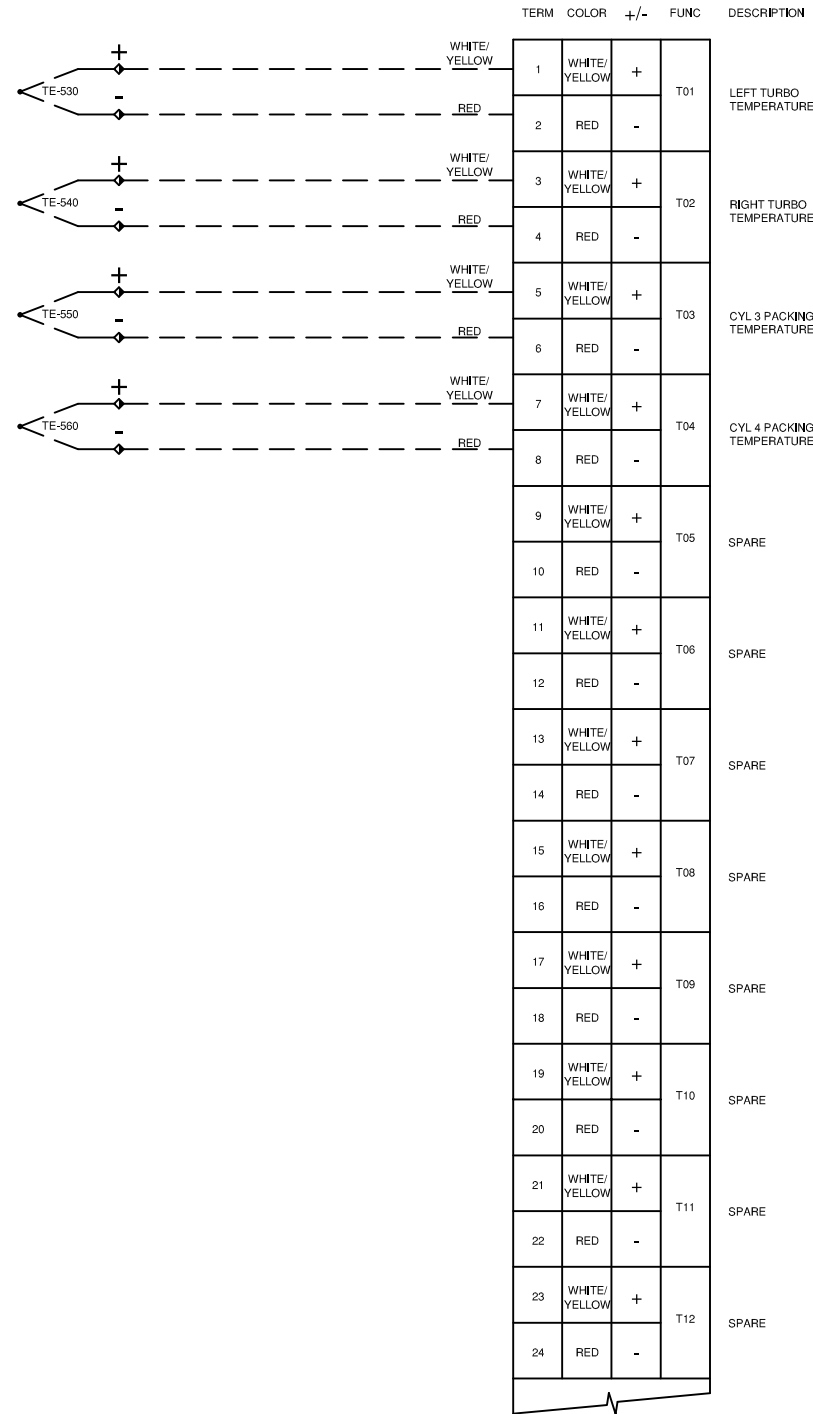 TERM COLOR +/- FUNC DESCRIPTION
+ WHITE/
YELLOW
TE-530
- RED
1 WHITE/
YELLOW +
T01 LEFT TURBO
TEMPERATURE
2 RED -
+ WHITE/
YELLOW
TE-540
- RED
3 WHITE/
YELLOW +
T02 RIGHT TURBO
TEMPERATURE
4 RED -
+ WHITE/
YELLOW
TE-550
- RED
5 WHITE/
YELLOW +
T03 CYL 3 PACKING
TEMPERATURE
6 RED -
+ WHITE/
YELLOW
TE-560
- RED
7 WHITE/
YELLOW +
T04 CYL 4 PACKING
TEMPERATURE
8 RED -
9 WHITE/
YELLOW +
T05 SPARE
10 RED -
11 WHITE/
YELLOW +
T06 SPARE
12 RED -
13 WHITE/
YELLOW +
T07 SPARE
14 RED -
15 WHITE/
YELLOW +
T08 SPARE
16 RED -
17 WHITE/
YELLOW +
T09 SPARE
18 RED -
19 WHITE/
YELLOW +
T10 SPARE
20 RED -
21 WHITE/
YELLOW +
T11 SPARE
22 RED -
23 WHITE/
YELLOW +
T12 SPARE
24 RED -